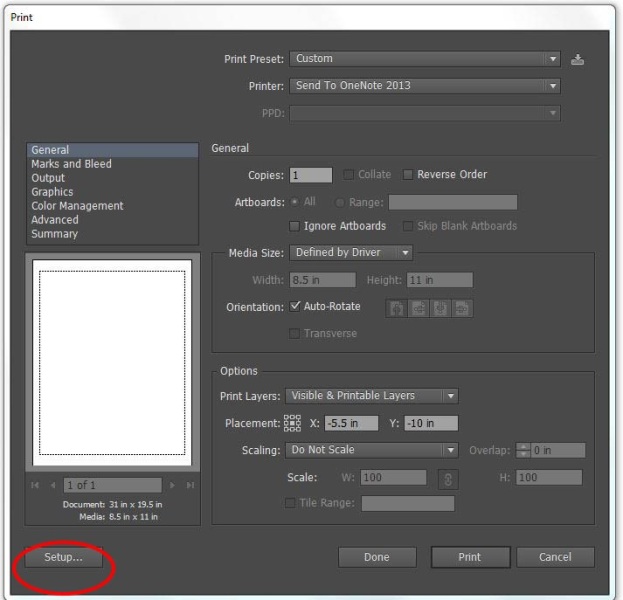 Print
Print Preset: Custom
Printer: Send To OneNote 2013
PPD:
General
Marks and Bleed
Output
Graphics
Color Management
Advanced
Summary
General
Copies: 1 Collate Reverse Order
Artboards: All Range:
Ignore Artboards Skip Blank Artboards
Media Size: Defined by Driver
Width: 8.5 in Height: 11 in
Orientation: Auto-Rotate
Transverse
Options
Print Layers: Visible & Printable Layers
Placement: X: -5.5 in Y: -10 in
Scaling: Do Not Scale Overlap: 0 in
Scale: W: 100 H: 100
Tile Range:
1 of 1
Document: 31 in x 19.5 in
Media: 8.5 in x 11 in
Setup... Done Print Cancel